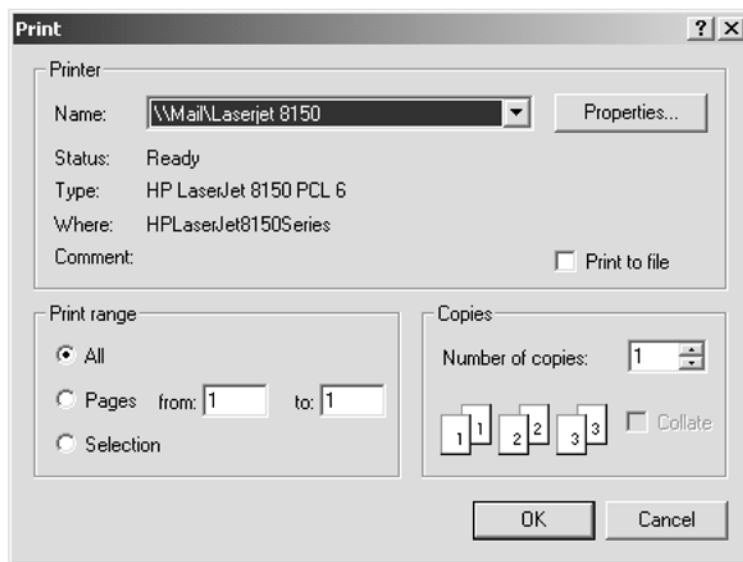 Print
Printer
Name: \\Mail\Laserjet 8150 Properties...
Status: Ready
Type: HP LaserJet 8150 PCL 6
Where: HPLaserJet8150Series
Comment: Print to file
Print range
All
Pages from: 1 to: 1
Selection
Copies
Number of copies: 1
1 1 2 2 3 3 Collate
OK Cancel